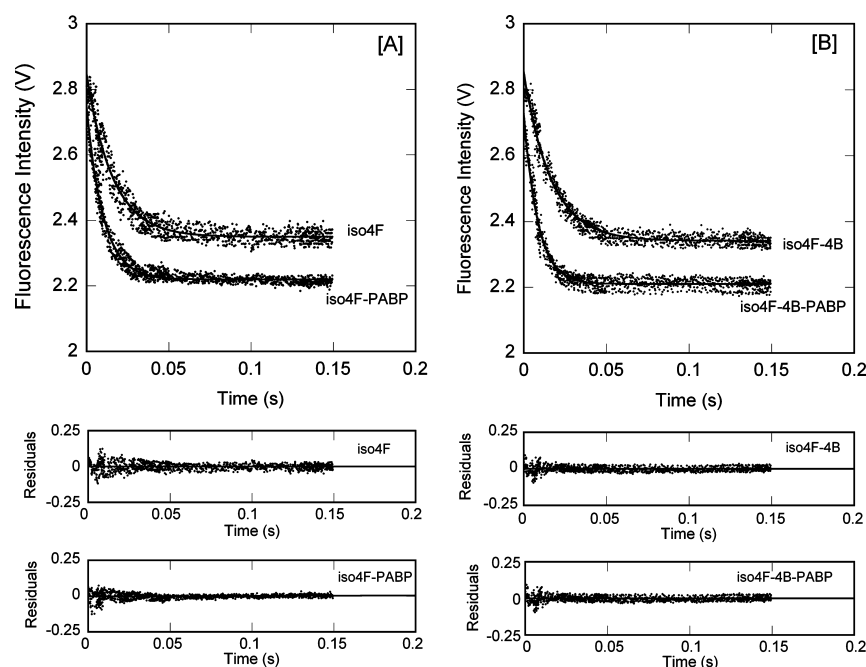 [A]
Fluorescence Intensity (V)
3
2.8
2.6
2.4
2.2
2
iso4F
iso4F-PABP
0 0.05 0.1 0.15 0.2
Time (s)
[B]
Fluorescence Intensity (V)
3
2.8
2.6
2.4
2.2
2
iso4F-4B
iso4F-4B-PABP
0 0.05 0.1 0.15 0.2
Time (s)
Residuals
0.25
0
-0.25
iso4F
0 0.05 0.1 0.15 0.2
Time (s)
Residuals
0.25
0
-0.25
iso4F-4B
0 0.05 0.1 0.15 0.2
Time (s)
Residuals
0.25
0
-0.25
iso4F-PABP
0 0.05 0.1 0.15 0.2
Time (s)
Residuals
0.25
0
-0.25
iso4F-4B-PABP
0 0.05 0.1 0.15 0.2
Time (s)